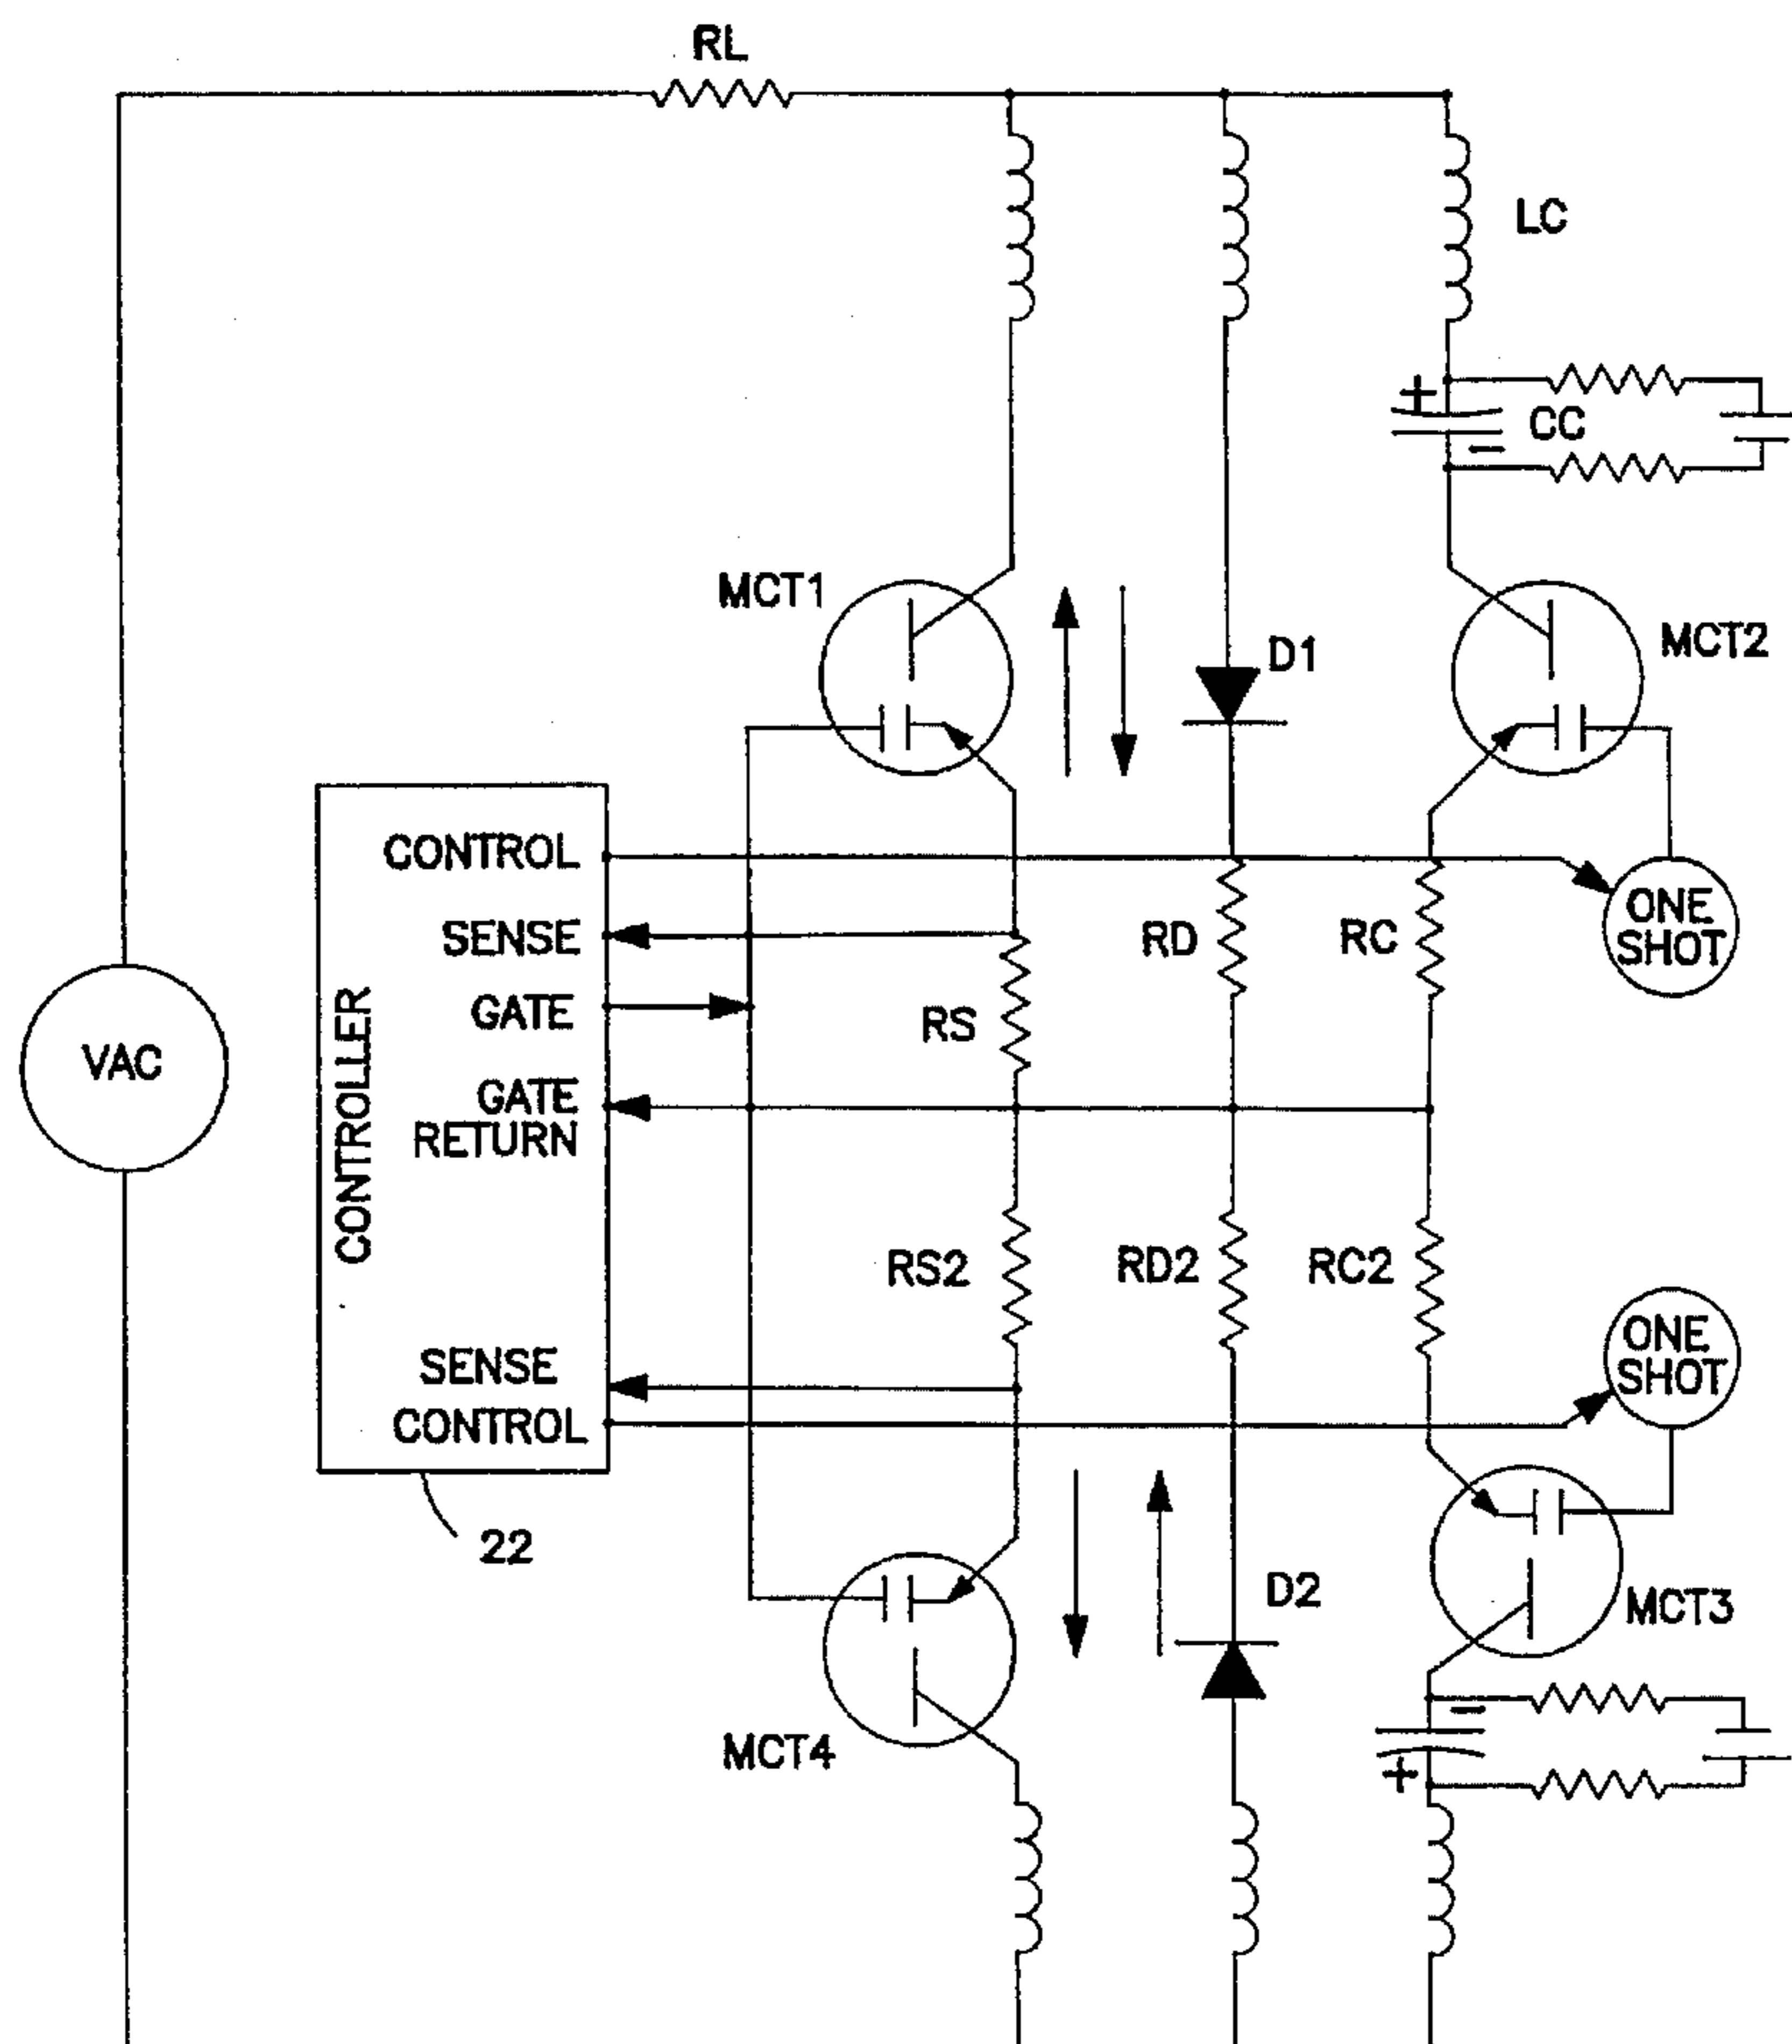 RL
LC
+
CC
−
MCT1
D1
MCT2
CONTROL
SENSE
GATE
GATE
RETURN
CONTROLLER
SENSE
CONTROL
VAC
RS
RD
RC
ONE
SHOT
RS2
RD2
RC2
ONE
SHOT
22
D2
MCT3
MCT4
−
+